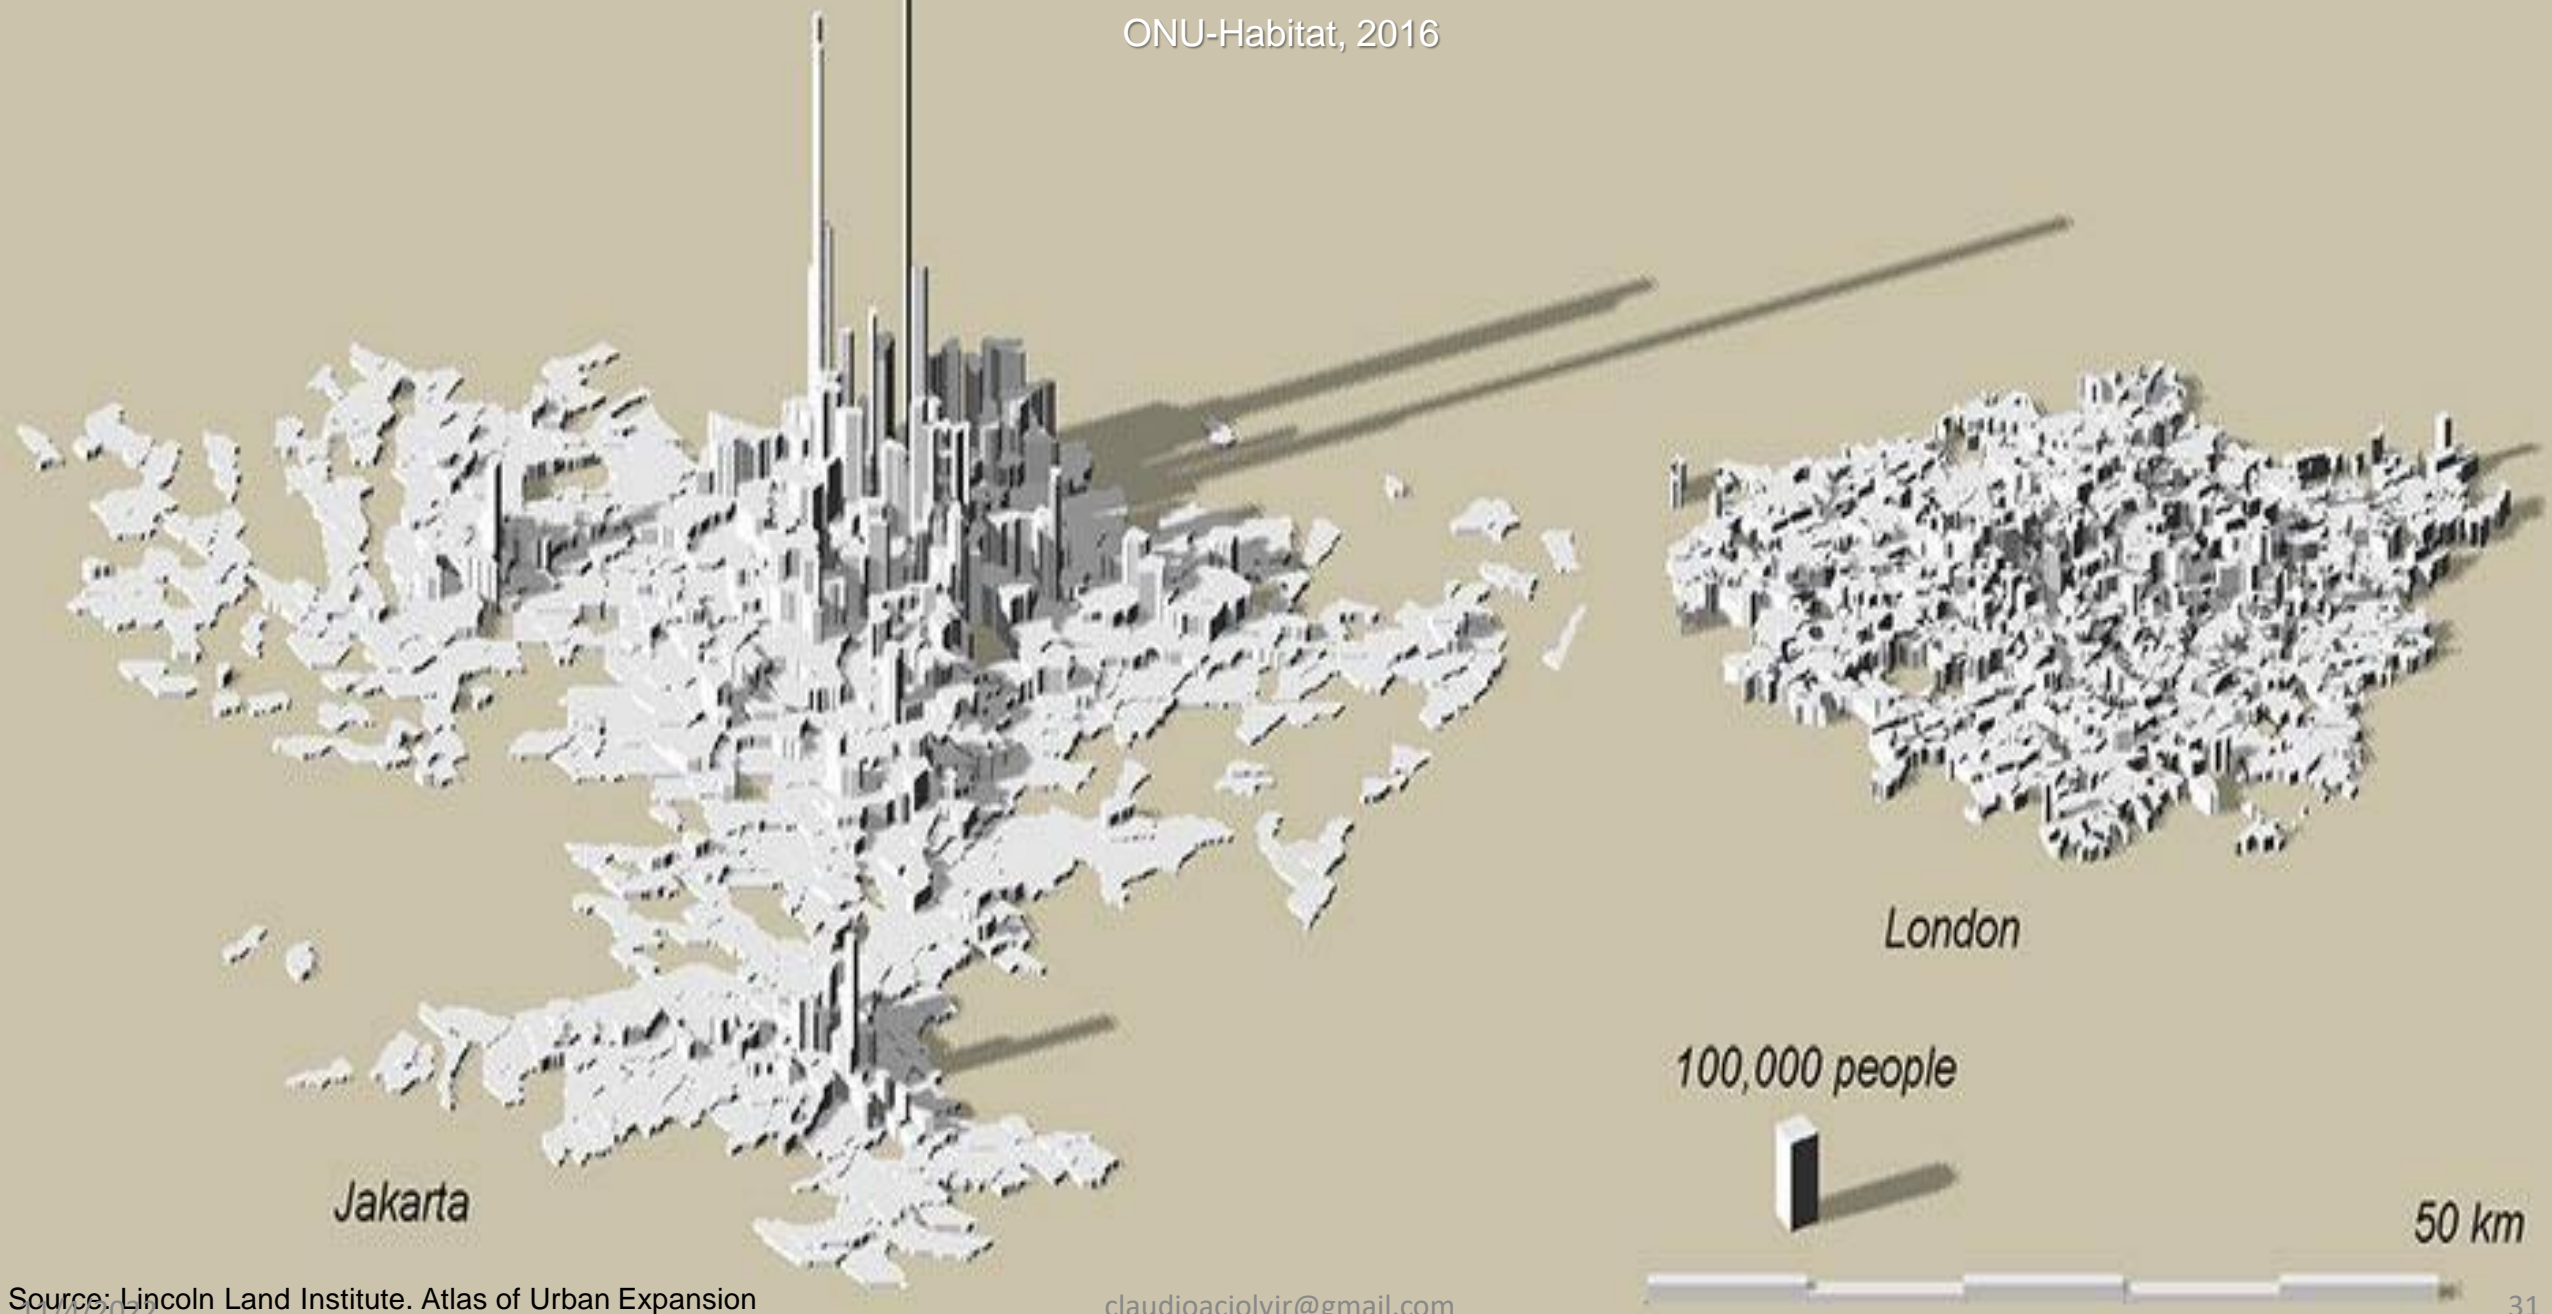 ONU-Habitat, 2016
London
100,000 people
Jakarta
50 km
Source: Lincoln Land Institute. Atlas of Urban Expansion
claudioaciolyjr@gmail.com
31